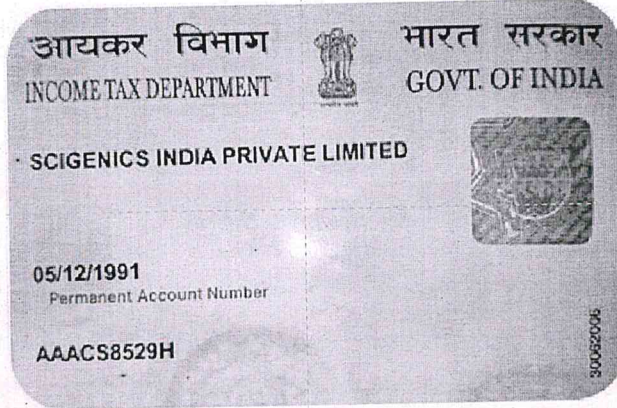 आयकर विभाग
INCOME TAX DEPARTMENT
भारत सरकार
GOVT. OF INDIA
SCIGENICS INDIA PRIVATE LIMITED
05/12/1991
Permanent Account Number
AAACS8529H
30062006